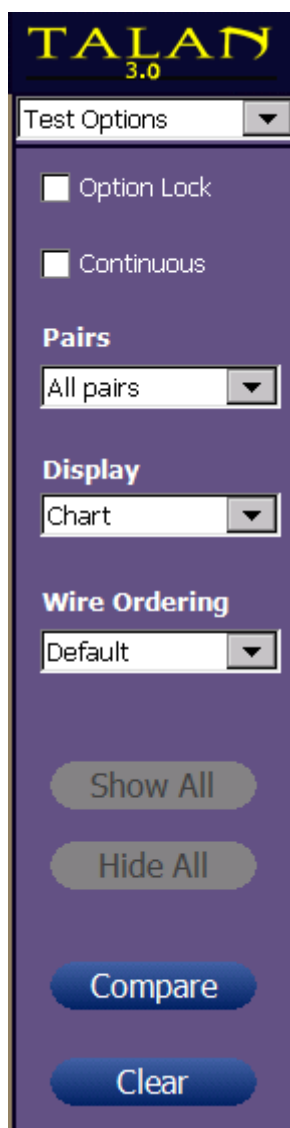 TALAN
3.0
Test Options
Option Lock
Continuous
Pairs
All pairs
Display
Chart
Wire Ordering
Default
Show All
Hide All
Compare
Clear